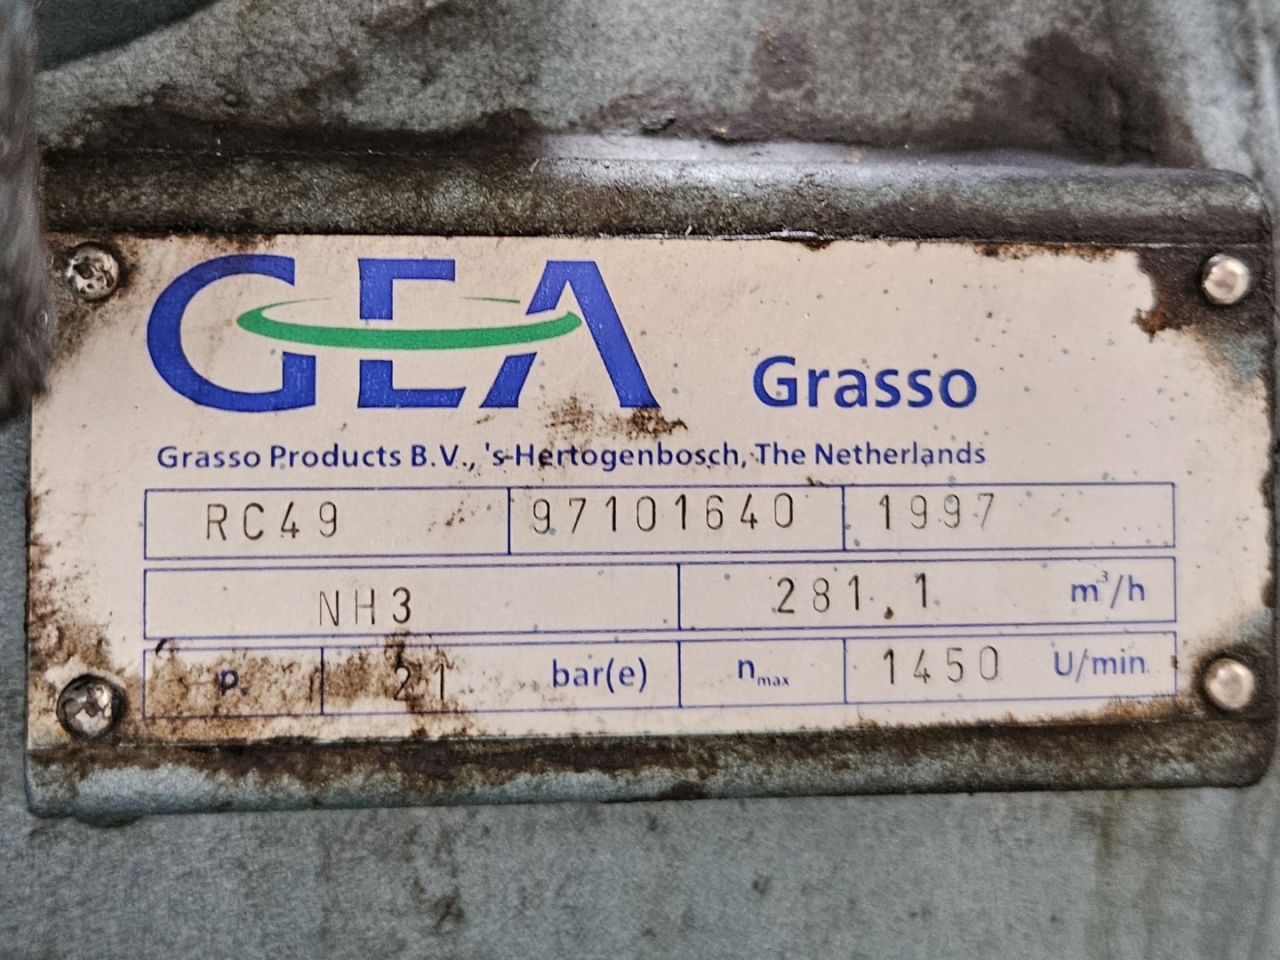 GEA Grasso
Grasso Products B.V., 's-Hertogenbosch, The Netherlands
RC49 97101640 1997
NH3 281.1 m³/h
p. 21 bar(e) nmax 1450 U/min